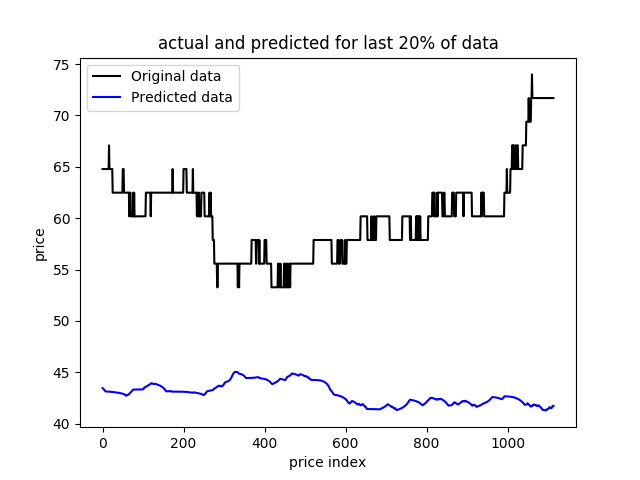 actual and predicted for last 20% of data
Original data
Predicted data
price
75
70
65
60
55
50
45
40
0 200 400 600 800 1000
price index